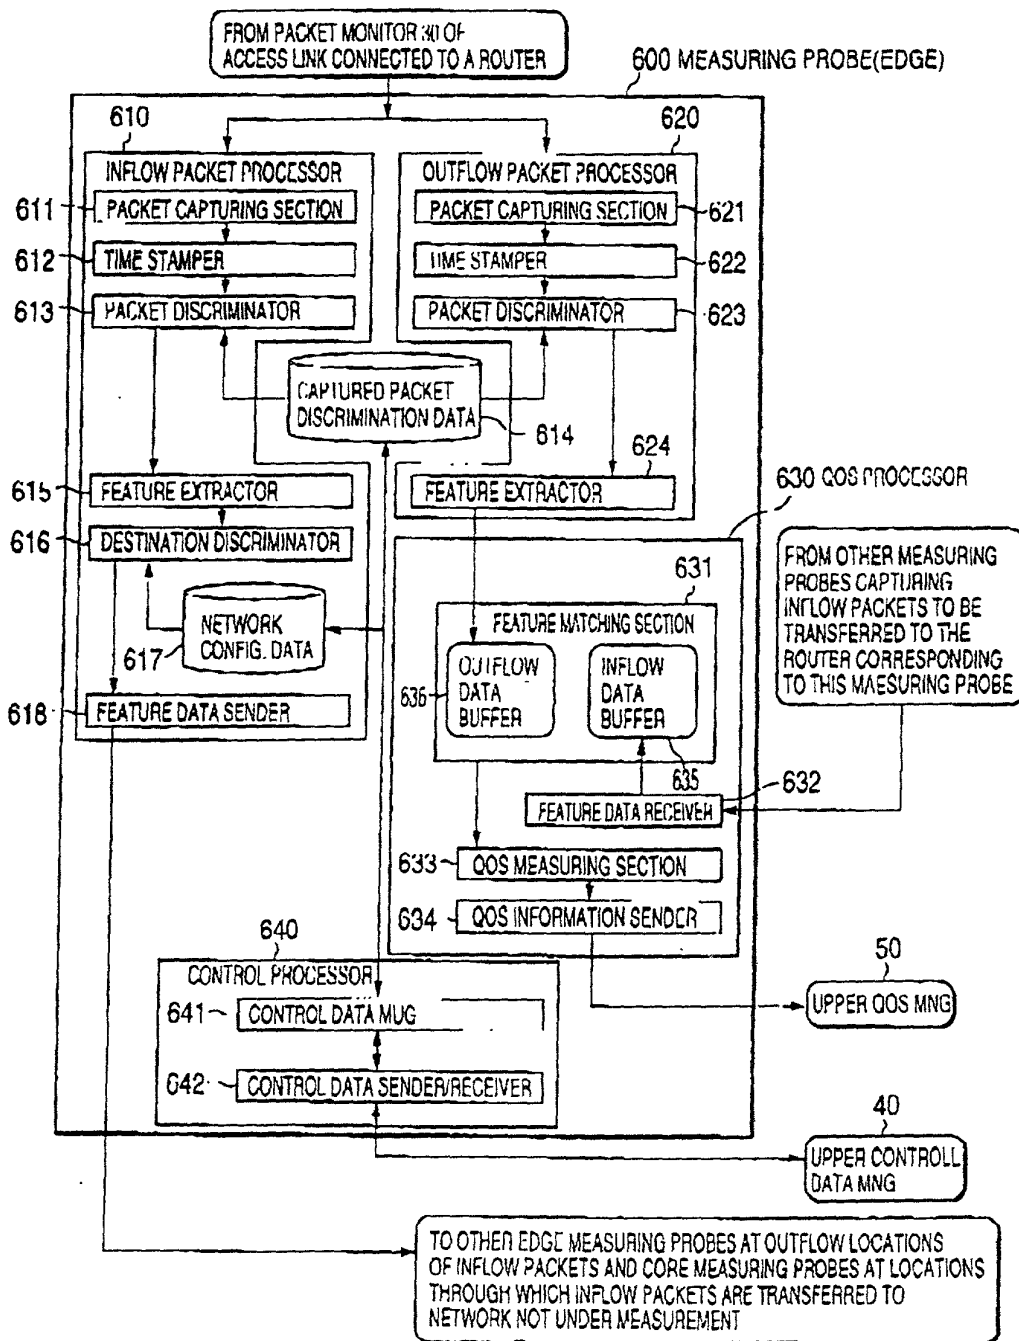 FROM PACKET MONITOR 30 OF
ACCESS LINK CONNECTED TO A ROUTER
600 MEASURING PROBE(EDGE)
610
620
INFLOW PACKET PROCESSOR
OUTFLOW PACKET PROCESSOR
611
PACKET CAPTURING SECTION
PACKET CAPTURING SECTION
621
612
TIME STAMPER
TIME STAMPER
622
613
PACKET DISCRIMINATOR
PACKET DISCRIMINATOR
623
CAPTURED PACKET
DISCRIMINATION DATA
614
624
615
FEATURE EXTRACTOR
FEATURE EXTRACTOR
630 QOS PROCESSOR
616
DESTINATION DISCRIMINATOR
FROM OTHER MEASURING
PROBES CAPTURING
INFLOW PACKETS TO BE
TRANSFERRED TO THE
ROUTER CORRESPONDING
TO THIS MAESURING PROBE
631
FEATURE MATCHING SECTION
NETWORK
CONFIG. DATA
617
636
OUTFLOW
DATA
BUFFER
INFLOW
DATA
BUFFER
618
FEATURE DATA SENDER
635
632
FEATURE DATA RECEIVER
633
QOS MEASURING SECTION
634
QOS INFORMATION SENDER
640
CONTROL PROCESSOR
50
641
CONTROL DATA MUG
UPPER QOS MNG
642
CONTROL DATA SENDER/RECEIVER
40
UPPER CONTROLL
DATA MNG
TO OTHER EDGE MEASURING PROBES AT OUTFLOW LOCATIONS
OF INFLOW PACKETS AND CORE MEASURING PROBES AT LOCATIONS
THROUGH WHICH INFLOW PACKETS ARE TRANSFERRED TO
NETWORK NOT UNDER MEASUREMENT